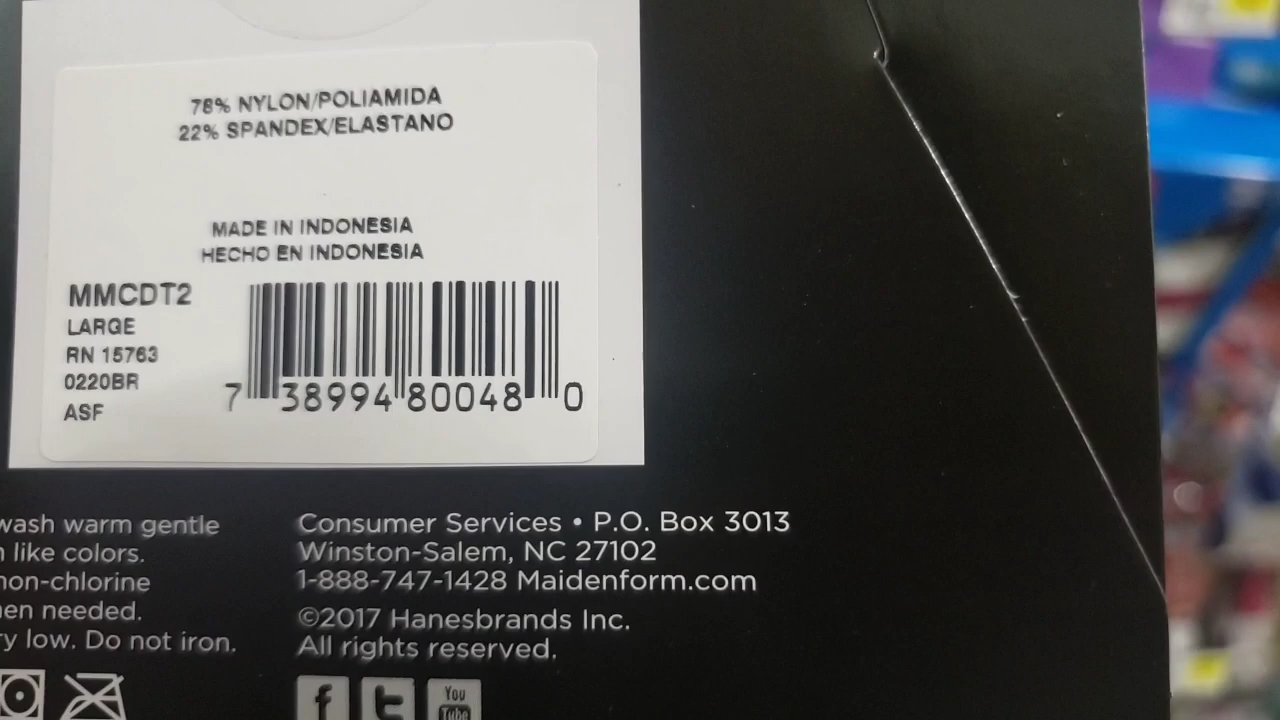 78% NYLON/POLIAMIDA
22% SPANDEX/ELASTANO
MADE IN INDONESIA
HECHO EN INDONESIA
MMCDT2
LARGE
RN 15763
0220BR
ASF
7 38994 80048 0
wash warm gentle
like colors.
non-chlorine
needed.
low. Do not iron.
Consumer Services • P.O. Box 3013
Winston-Salem, NC 27102
1-888-747-1428 Maidenform.com
©2017 Hanesbrands Inc.
All rights reserved.
f
t
You
Tube